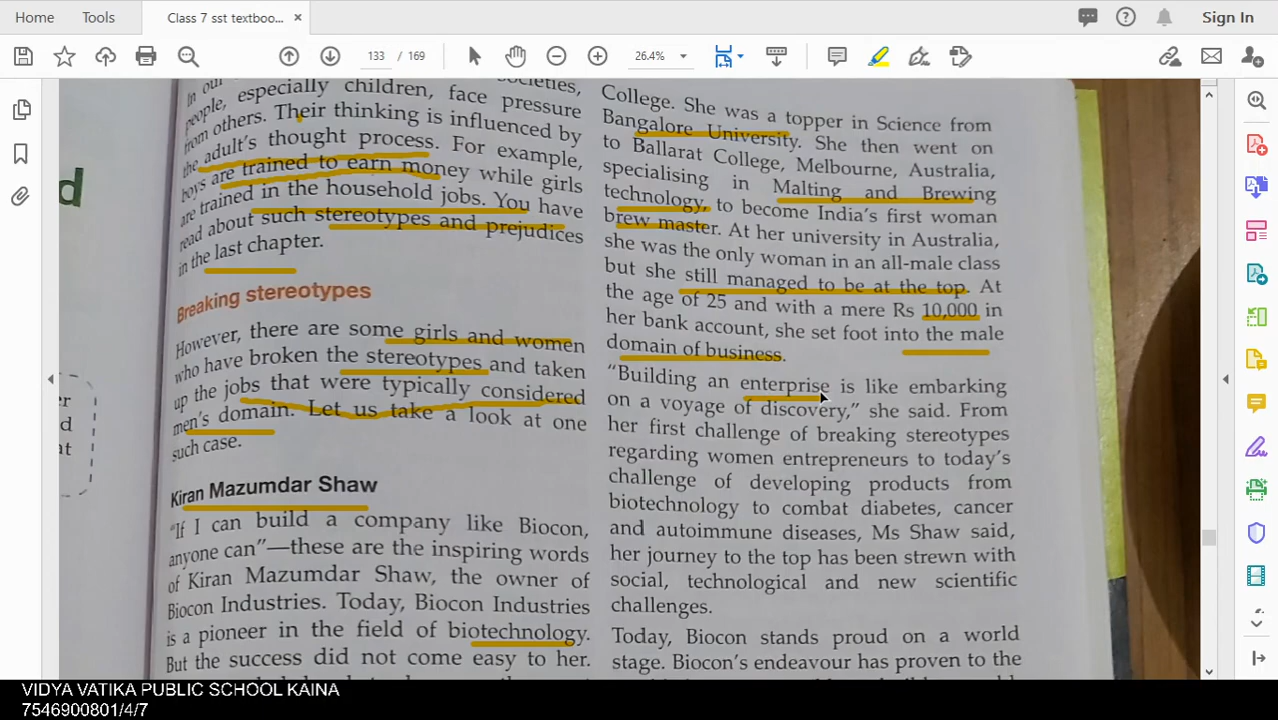 Home
Tools
Class 7 sst textboo...
Sign In
133 / 169
26.4%
In our societies,
people, especially children, face pressure
from others. Their thinking is influenced by
the adult's thought process. For example,
boys are trained to earn money while girls
are trained in the household jobs. You have
read about such stereotypes and prejudices
in the last chapter.
Breaking stereotypes
However, there are some girls and women
who have broken the stereotypes and taken
up the jobs that were typically considered
men's domain. Let us take a look at one
such case.
Kiran Mazumdar Shaw
"If I can build a company like Biocon,
anyone can"—these are the inspiring words
of Kiran Mazumdar Shaw, the owner of
Biocon Industries. Today, Biocon Industries
is a pioneer in the field of biotechnology.
But the success did not come easy to her.
College. She was a topper in Science from
Bangalore University. She then went on
to Ballarat College, Melbourne, Australia,
specialising in Malting and Brewing
technology, to become India's first woman
brew master. At her university in Australia,
she was the only woman in an all-male class
but she still managed to be at the top. At
the age of 25 and with a mere Rs 10,000 in
her bank account, she set foot into the male
domain of business.
"Building an enterprise is like embarking
on a voyage of discovery," she said. From
her first challenge of breaking stereotypes
regarding women entrepreneurs to today's
challenge of developing products from
biotechnology to combat diabetes, cancer
and autoimmune diseases, Ms Shaw said,
her journey to the top has been strewn with
social, technological and new scientific
challenges.
Today, Biocon stands proud on a world
stage. Biocon's endeavour has proven to the
d
er
d
at
VIDYA VATIKA PUBLIC SCHOOL KAINA
7546900801/4/7